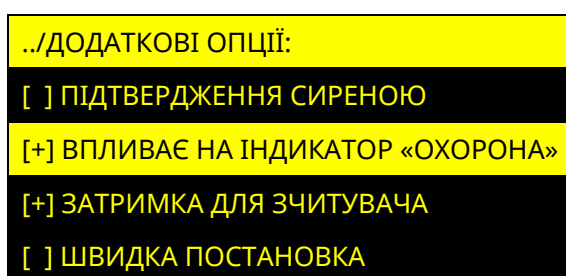 ../ДОДАТКОВІ ОПЦІЇ:
[ ] ПІДТВЕРДЖЕННЯ СИРЕНОЮ
[+] ВПЛИВАЄ НА ІНДИКАТОР «ОХОРОНА»
[+] ЗАТРИМКА ДЛЯ ЗЧИТУВАЧА
[ ] ШВИДКА ПОСТАНОВКА